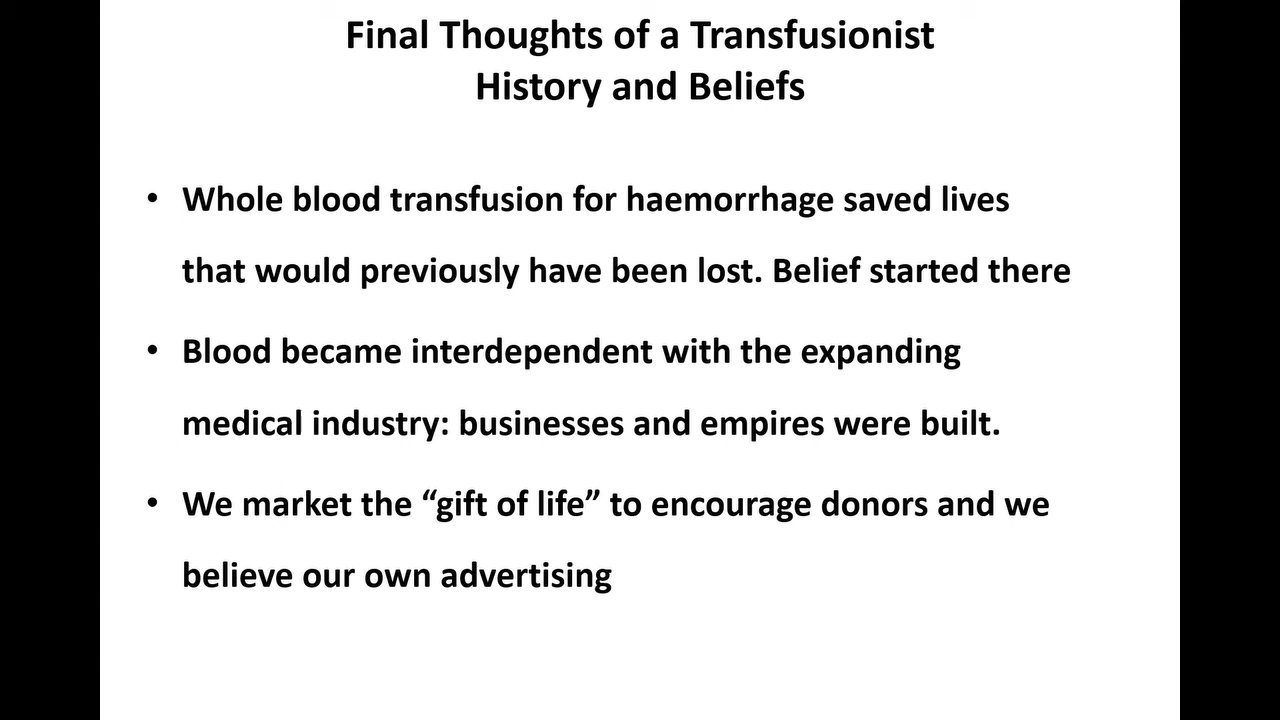 Final Thoughts of a Transfusionist
History and Beliefs
• Whole blood transfusion for haemorrhage saved lives
that would previously have been lost. Belief started there
• Blood became interdependent with the expanding
medical industry: businesses and empires were built.
• We market the “gift of life” to encourage donors and we
believe our own advertising